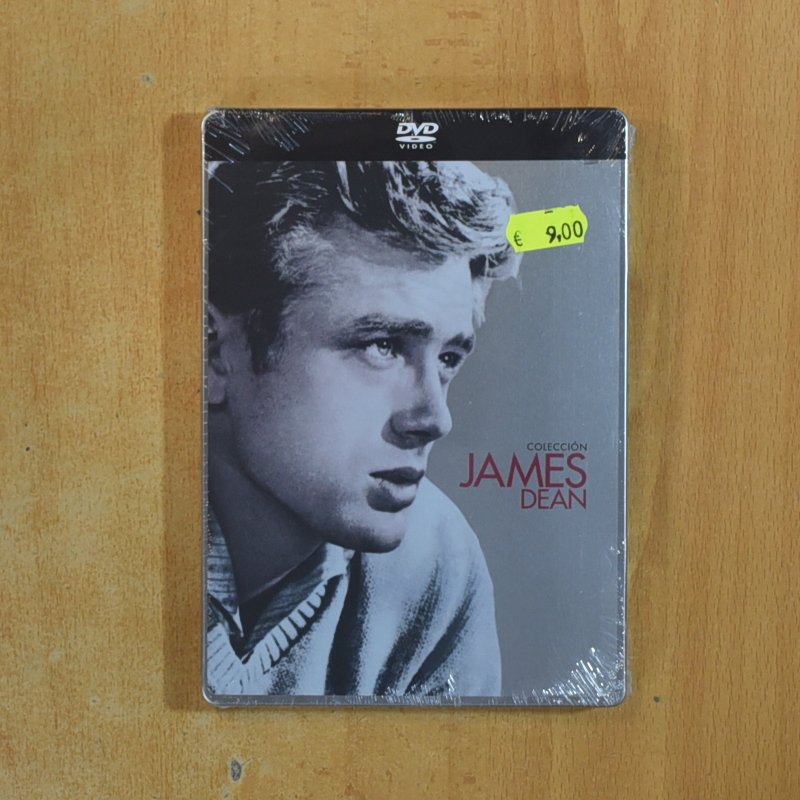 DVD
VIDEO
€ 9,00
COLECCIÓN
JAMES
DEAN